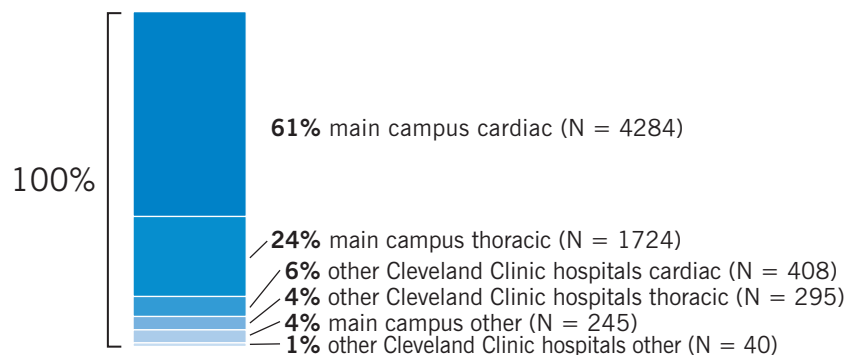 100%
61% main campus cardiac (N = 4284)
24% main campus thoracic (N = 1724)
6% other Cleveland Clinic hospitals cardiac (N = 408)
4% other Cleveland Clinic hospitals thoracic (N = 295)
4% main campus other (N = 245)
1% other Cleveland Clinic hospitals other (N = 40)